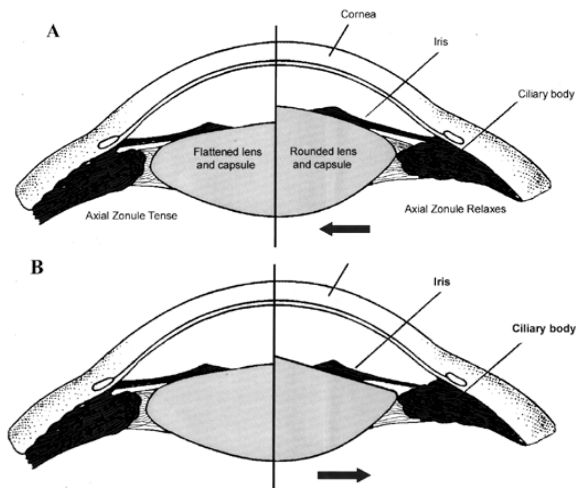 A
Cornea
Iris
Ciliary body
Flattened lens
and capsule
Rounded lens
and capsule
Axial Zonule Tense
Axial Zonule Relaxes
B
Iris
Ciliary body